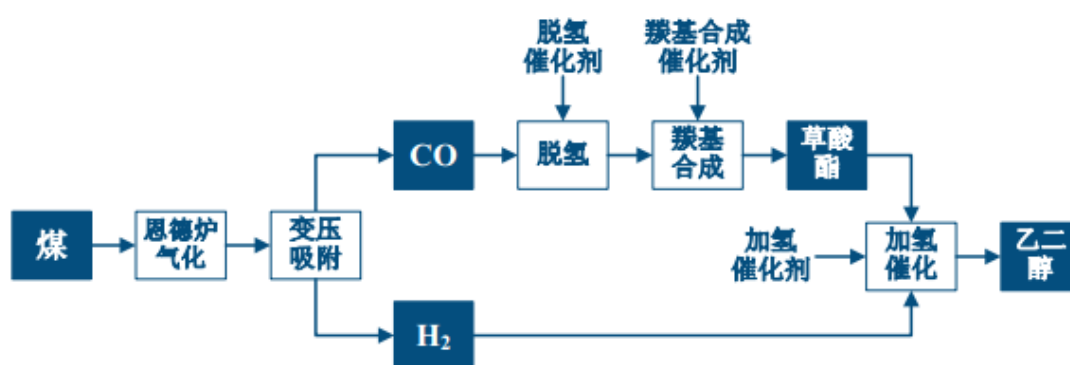 脱氢
催化剂
羰基合成
催化剂
CO
脱氢
羰基
合成
草酸
酯
煤
恩德炉
气化
变压
吸附
加氢
催化剂
加氢
催化
乙二
醇
H₂